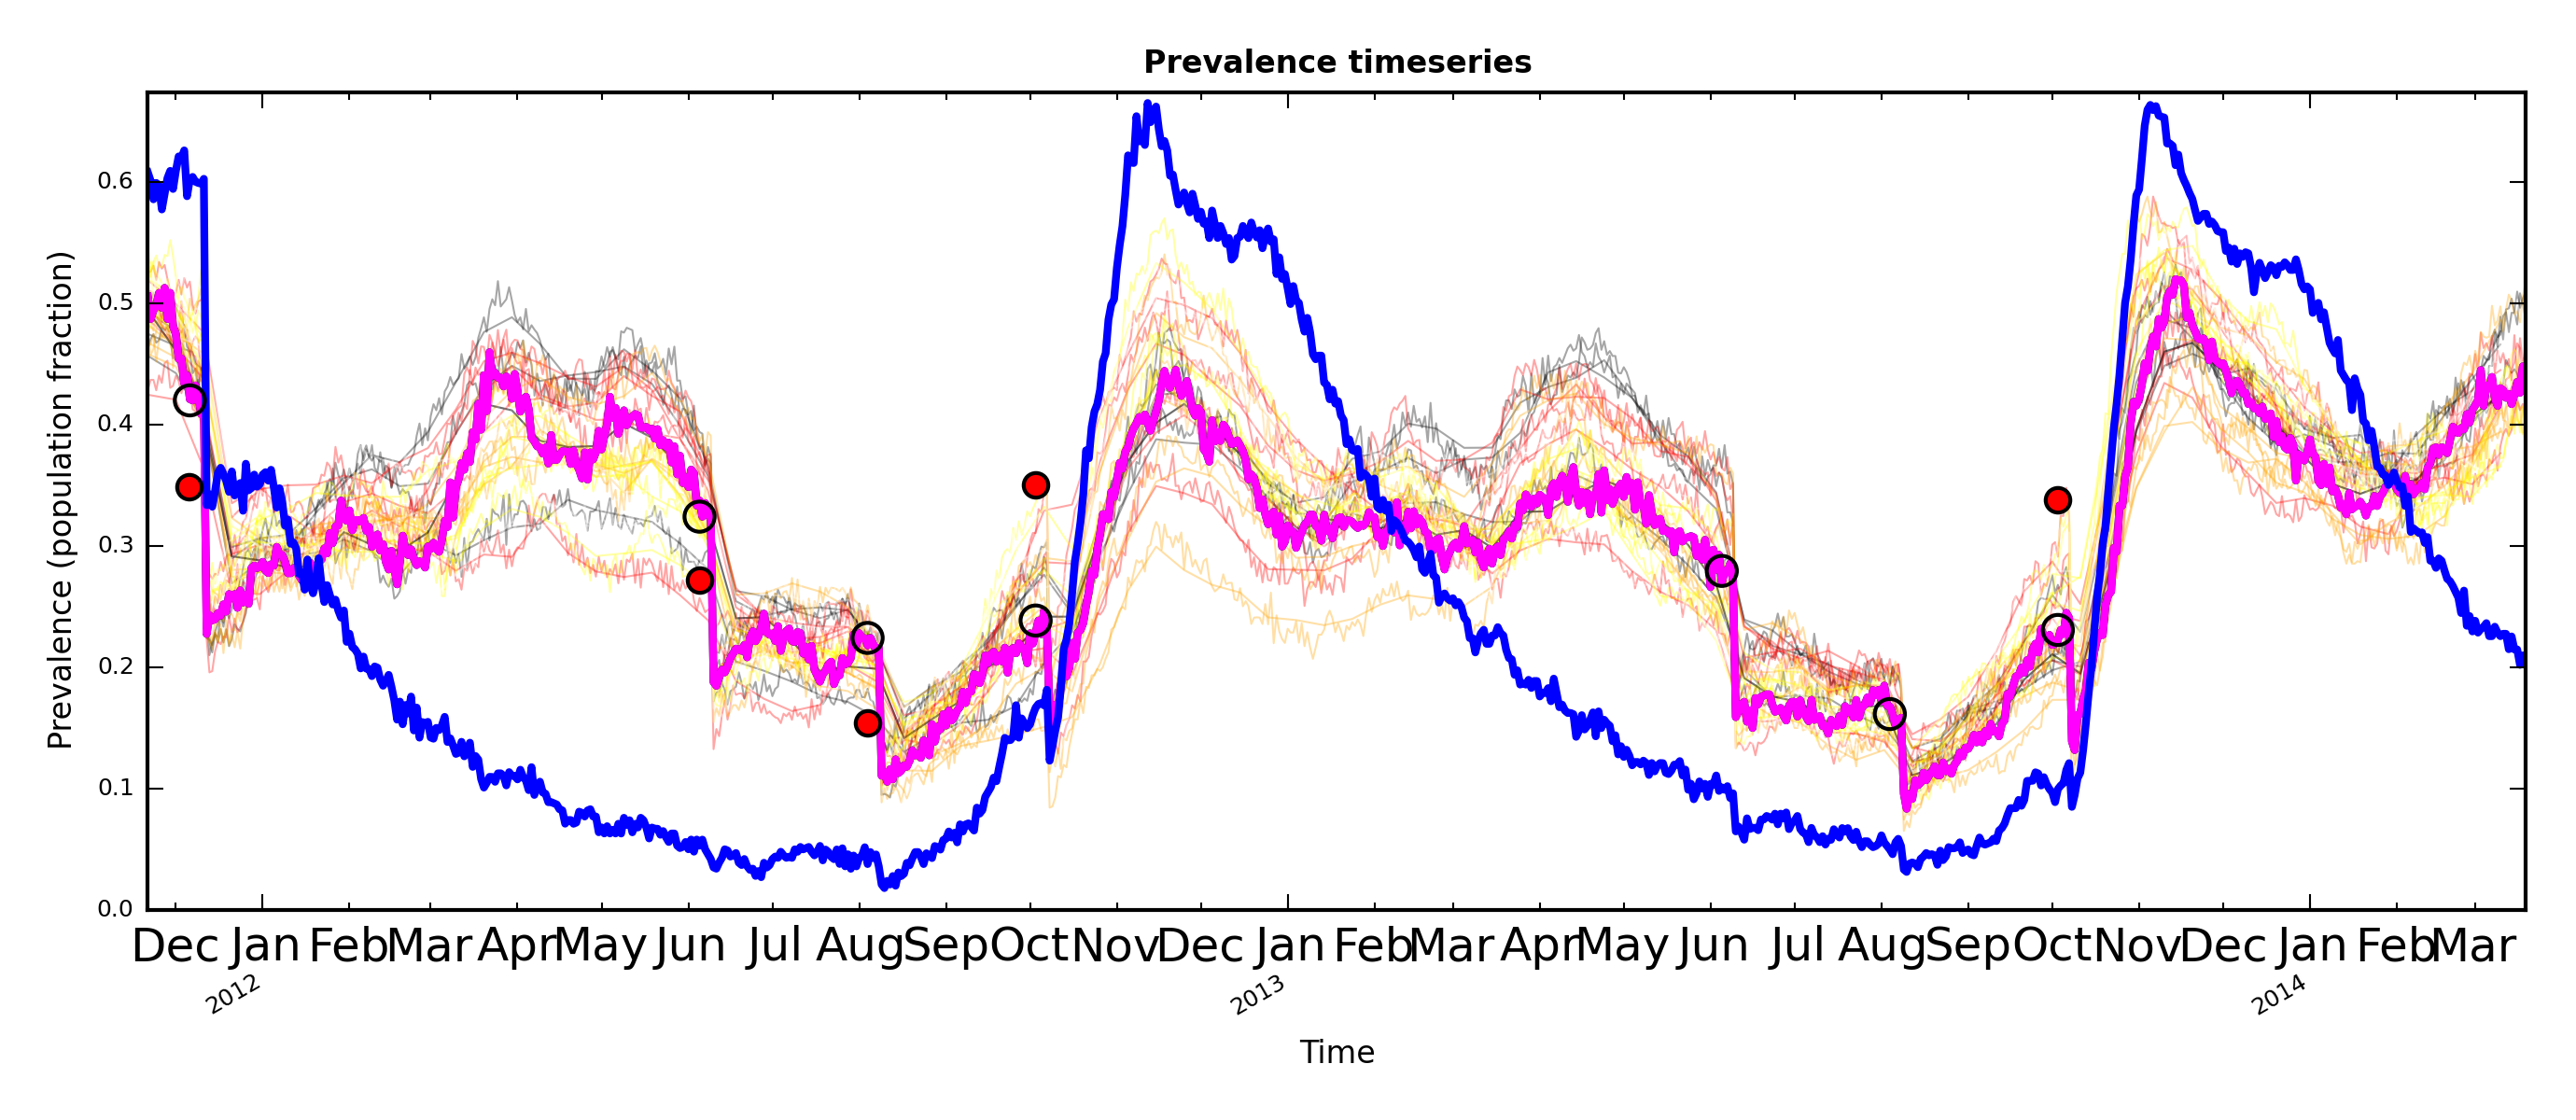 Prevalence timeseries
Prevalence (population fraction)
0.6
0.5
0.4
0.3
0.2
0.1
0.0
Dec Jan Feb Mar Apr May Jun Jul Aug Sep Oct Nov Dec Jan Feb Mar Apr May Jun Jul Aug Sep Oct Nov Dec Jan Feb Mar
2012 2013 2014
Time